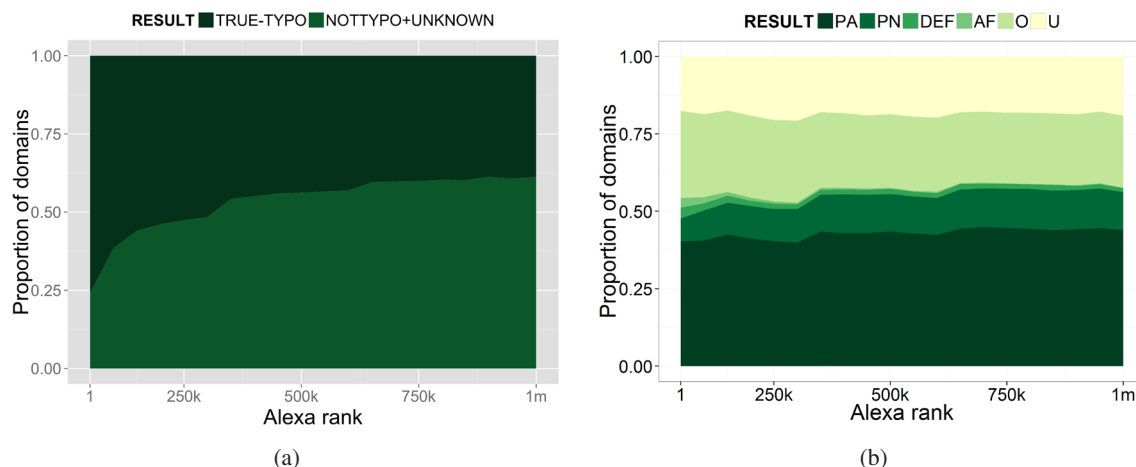 RESULT TRUE-TYPO NOTTYPO+UNKNOWN
1.00
0.75
0.50
0.25
0.00
Proportion of domains
1 250k 500k 750k 1m
Alexa rank
(a)
RESULT PA PN DEF AF O U
1.00
0.75
0.50
0.25
0.00
Proportion of domains
1 250k 500k 750k 1m
Alexa rank
(b)